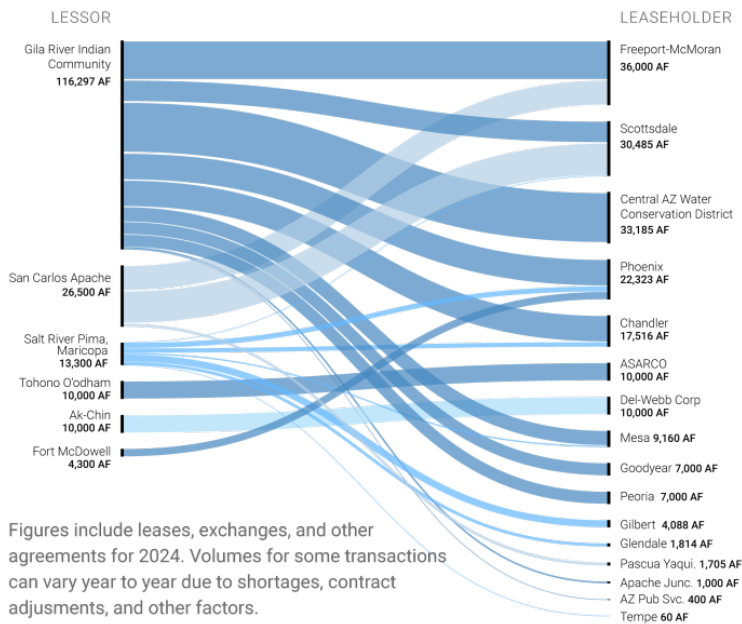 LESSOR
Gila River Indian
Community
116,297 AF
San Carlos Apache
26,500 AF
Salt River Pima,
Maricopa
13,300 AF
Tohono O'odham
10,000 AF
Ak-Chin
10,000 AF
Fort McDowell
4,300 AF
LEASEHOLDER
Freeport-McMoran
36,000 AF
Scottsdale
30,485 AF
Central AZ Water
Conservation District
33,185 AF
Phoenix
22,323 AF
Chandler
17,516 AF
ASARCO
10,000 AF
Del-Webb Corp
10,000 AF
Mesa 9,160 AF
Goodyear 7,000 AF
Peoria 7,000 AF
Gilbert 4,088 AF
Glendale 1,814 AF
Pascua Yaqui. 1,705 AF
Apache Junc. 1,000 AF
AZ Pub Svc. 400 AF
Tempe 60 AF
Figures include leases, exchanges, and other
agreements for 2024. Volumes for some transactions
can vary year to year due to shortages, contract
adjusments, and other factors.